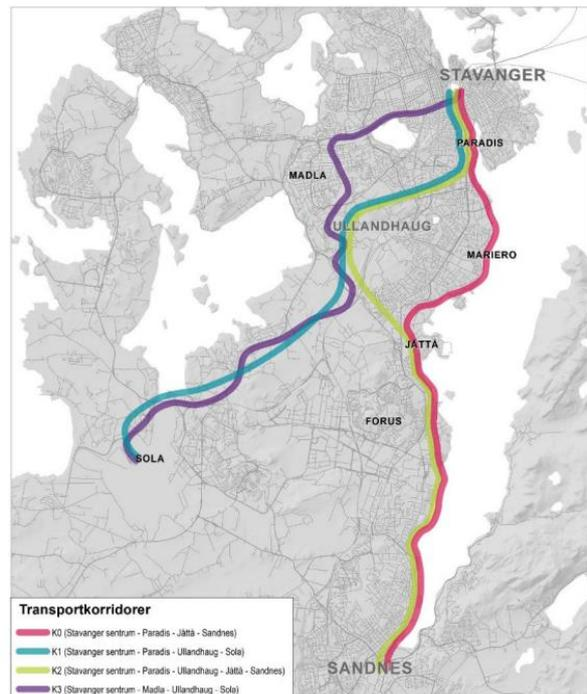 STAVANGER
PARADIS
MADLA
ULLANDHAUG
MARIERO
JÅTTÅ
FORUS
SOLA
SANDNES
Transportkorridorer
K0 (Stavanger sentrum - Paradis - Jåttå - Sandnes)
K1 (Stavanger sentrum - Paradis - Ullandhaug - Sola)
K2 (Stavanger sentrum - Paradis - Ullandhaug - Jåttå - Sandnes)
K3 (Stavanger sentrum - Madla - Ullandhaug - Sola)